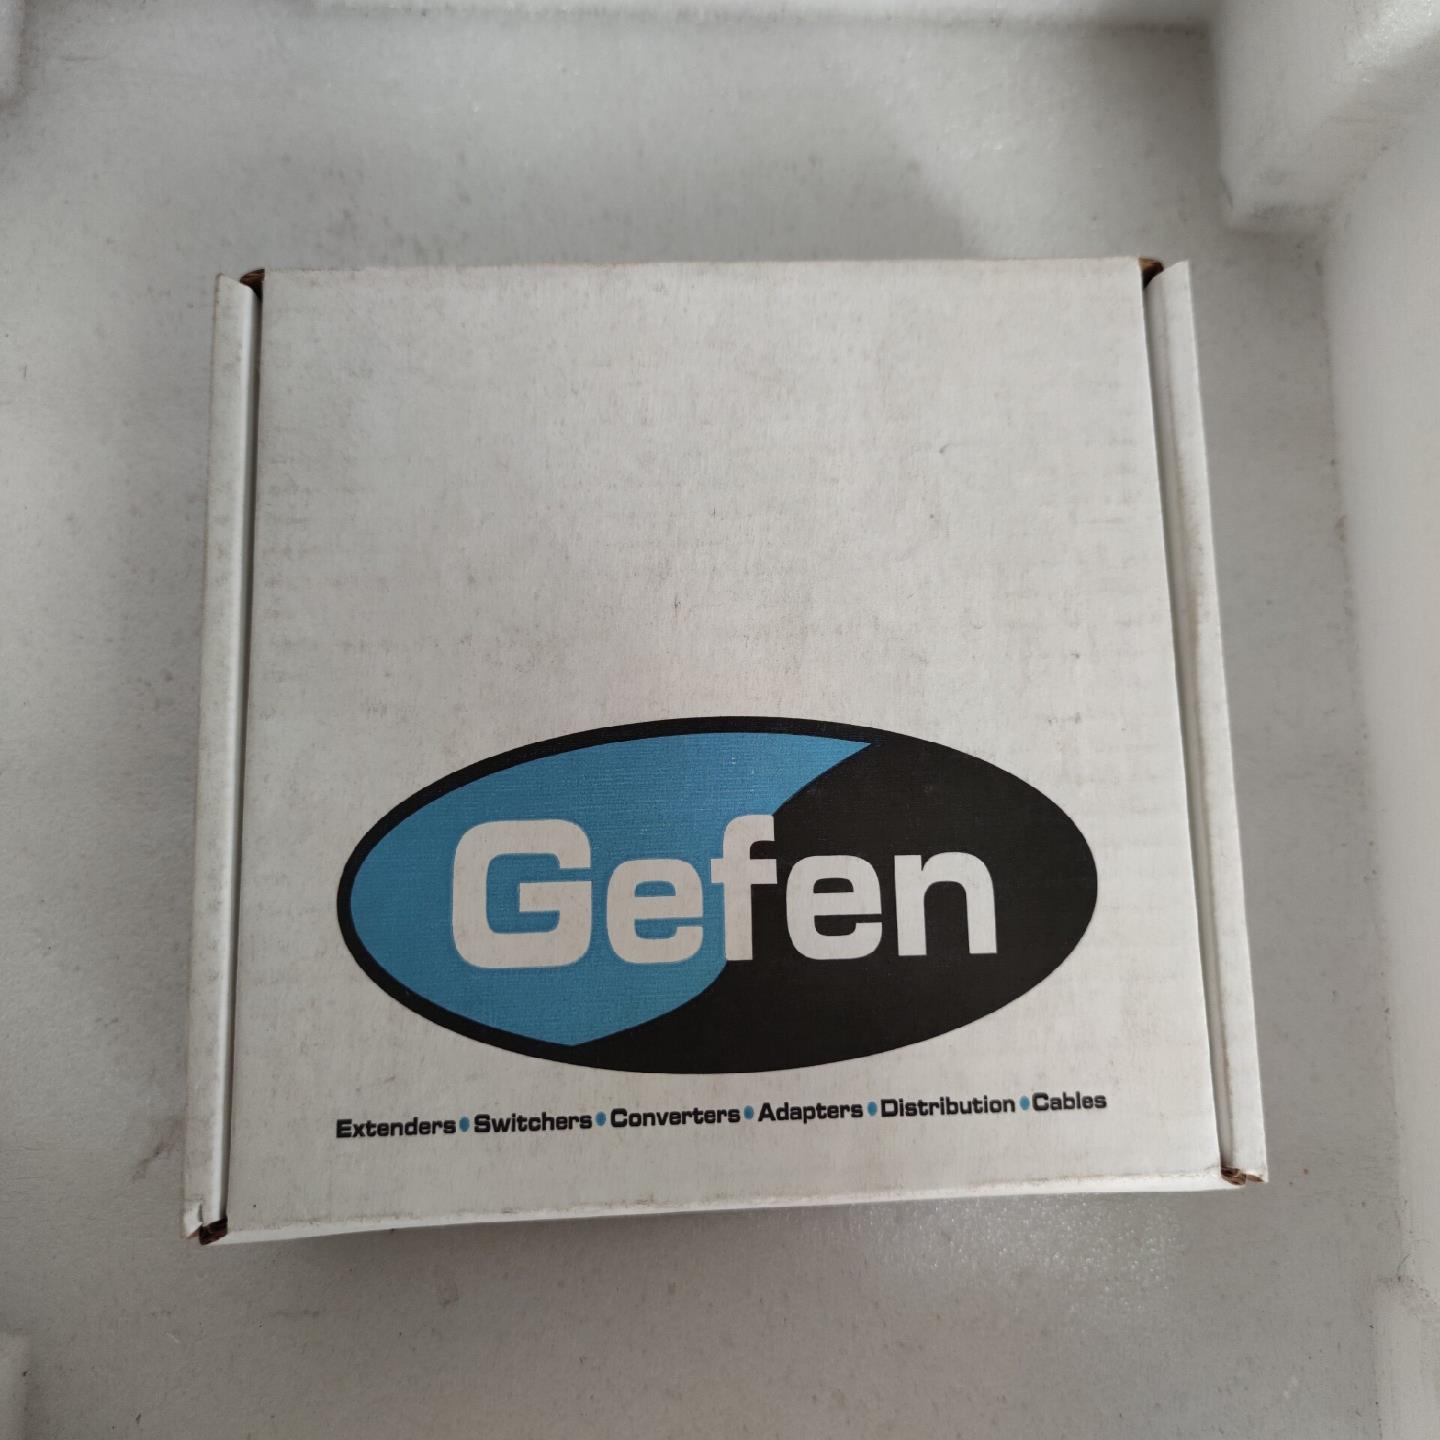 Gefen
Extenders • Switchers • Converters • Adapters • Distribution • Cables